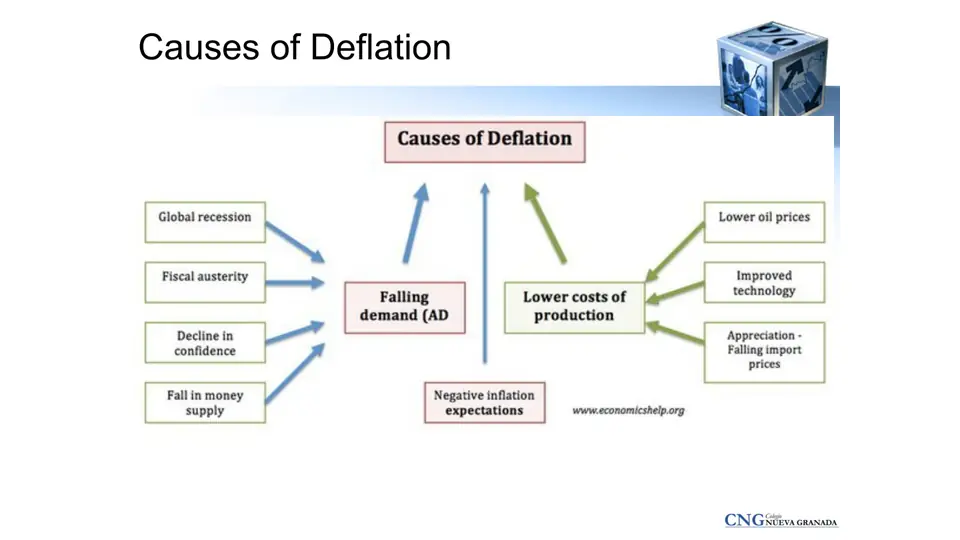 Causes of Deflation
%
Causes of Deflation
Global recession
Fiscal austerity
Decline in
confidence
Fall in money
supply
Falling
demand (AD
Negative inflation
expectations
Lower costs of
production
www.economicshelp.org
Lower oil prices
Improved
technology
Appreciation -
Falling import
prices
CNG Colegio
NUEVA GRANADA